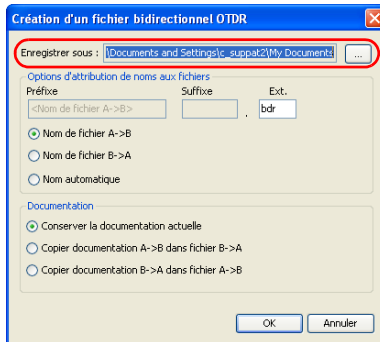 Création d'un fichier bidirectionnel OTDR
Enregistrer sous : \Documents and Settings\c_suppat2\My Documents ...
Options d'attribution de noms aux fichiers
Préfixe Suffixe Ext.
<Nom de fichier A->B> . bdr
Nom de fichier A->B
Nom de fichier B->A
Nom automatique
Documentation
Conserver la documentation actuelle
Copier documentation A->B dans fichier B->A
Copier documentation B->A dans fichier A->B
OK Annuler